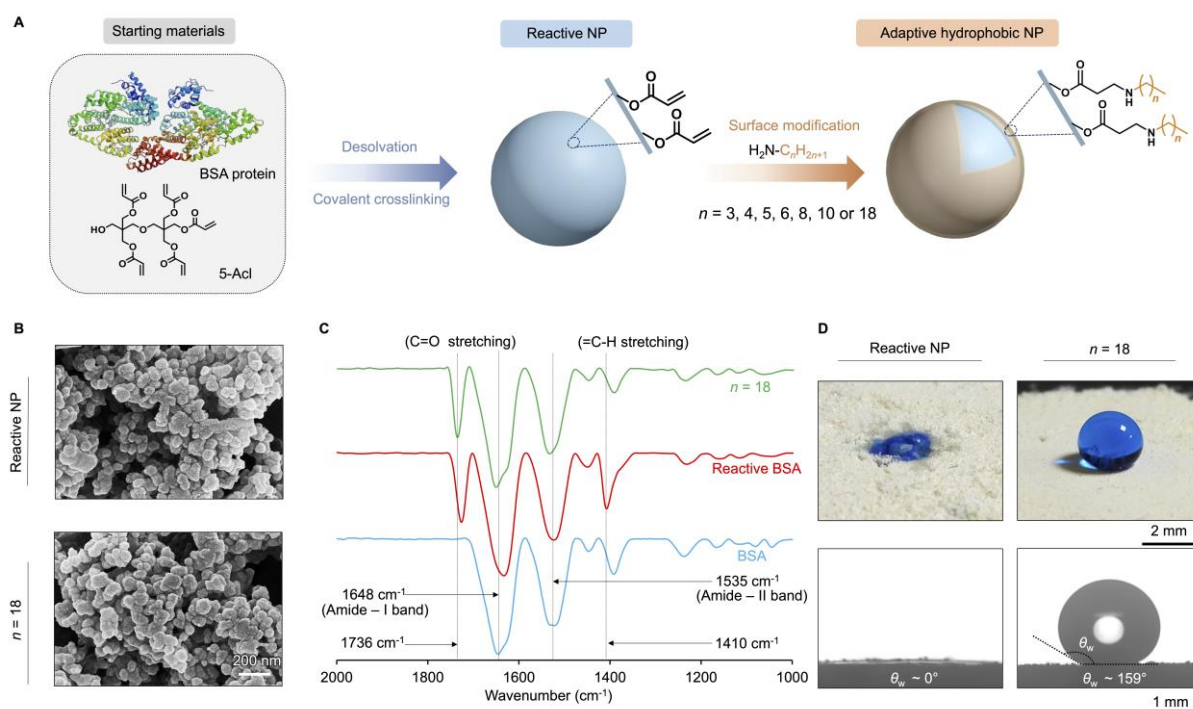 A
Starting materials
BSA protein
HO
O
O
O
O
O
O
O
O
O
O
O
5-Acl
Desolvation
Covalent crosslinking
Reactive NP
O
O
O
O
Surface modification
H₂N-CₙH₂ₙ₊₁
n = 3, 4, 5, 6, 8, 10 or 18
Adaptive hydrophobic NP
O
O
N
H
n
O
O
N
H
n
B
Reactive NP
n = 18
200 nm
C
(C=O stretching)
(=C-H stretching)
n = 18
Reactive BSA
BSA
1648 cm⁻¹
(Amide – I band)
1535 cm⁻¹
(Amide – II band)
1736 cm⁻¹
1410 cm⁻¹
2000
1800
1600
1400
1200
1000
Wavenumber (cm⁻¹)
D
Reactive NP
n = 18
2 mm
θw ~ 0°
θw
θw ~ 159°
1 mm